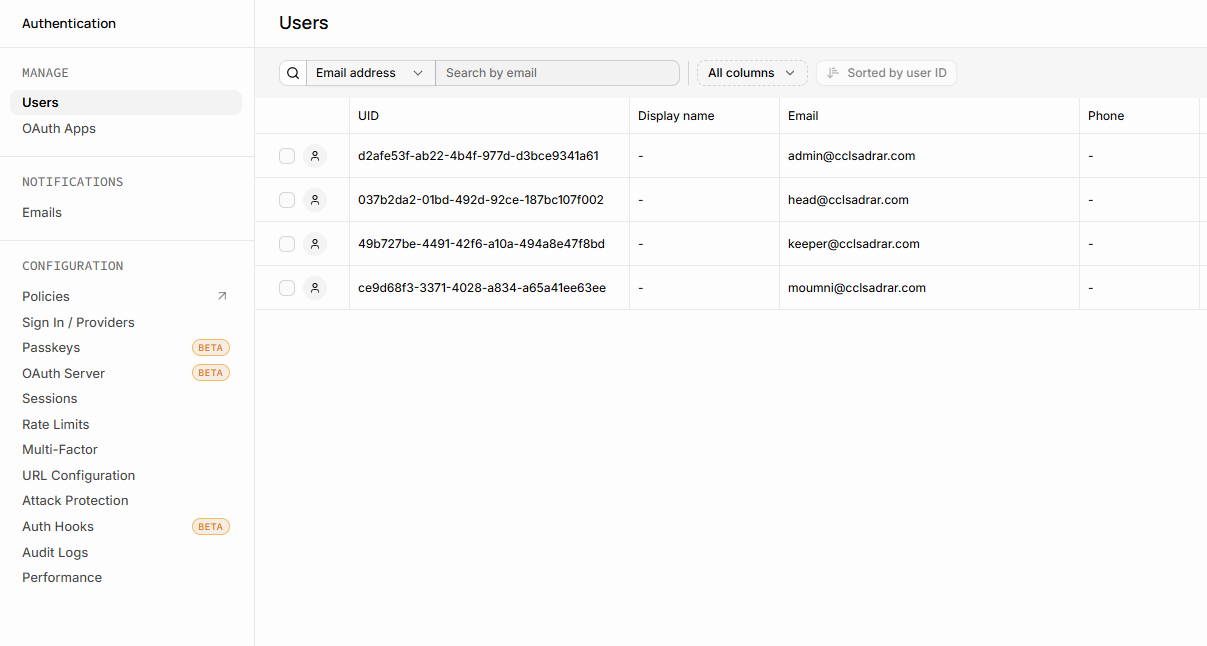 Authentication
Users
MANAGE
Users
OAuth Apps
NOTIFICATIONS
Emails
CONFIGURATION
Policies
Sign In / Providers
Passkeys BETA
OAuth Server BETA
Sessions
Rate Limits
Multi-Factor
URL Configuration
Attack Protection
Auth Hooks BETA
Audit Logs
Performance
Email address Search by email All columns Sorted by user ID
UID Display name Email Phone
d2afe53f-ab22-4b4f-977d-d3bce9341a61 - admin@cclsadrar.com -
037b2da2-01bd-492d-92ce-187bc107f002 - head@cclsadrar.com -
49b727be-4491-42f6-a10a-494a8e47f8bd - keeper@cclsadrar.com -
ce9d68f3-3371-4028-a834-a65a41ee63ee - moumni@cclsadrar.com -